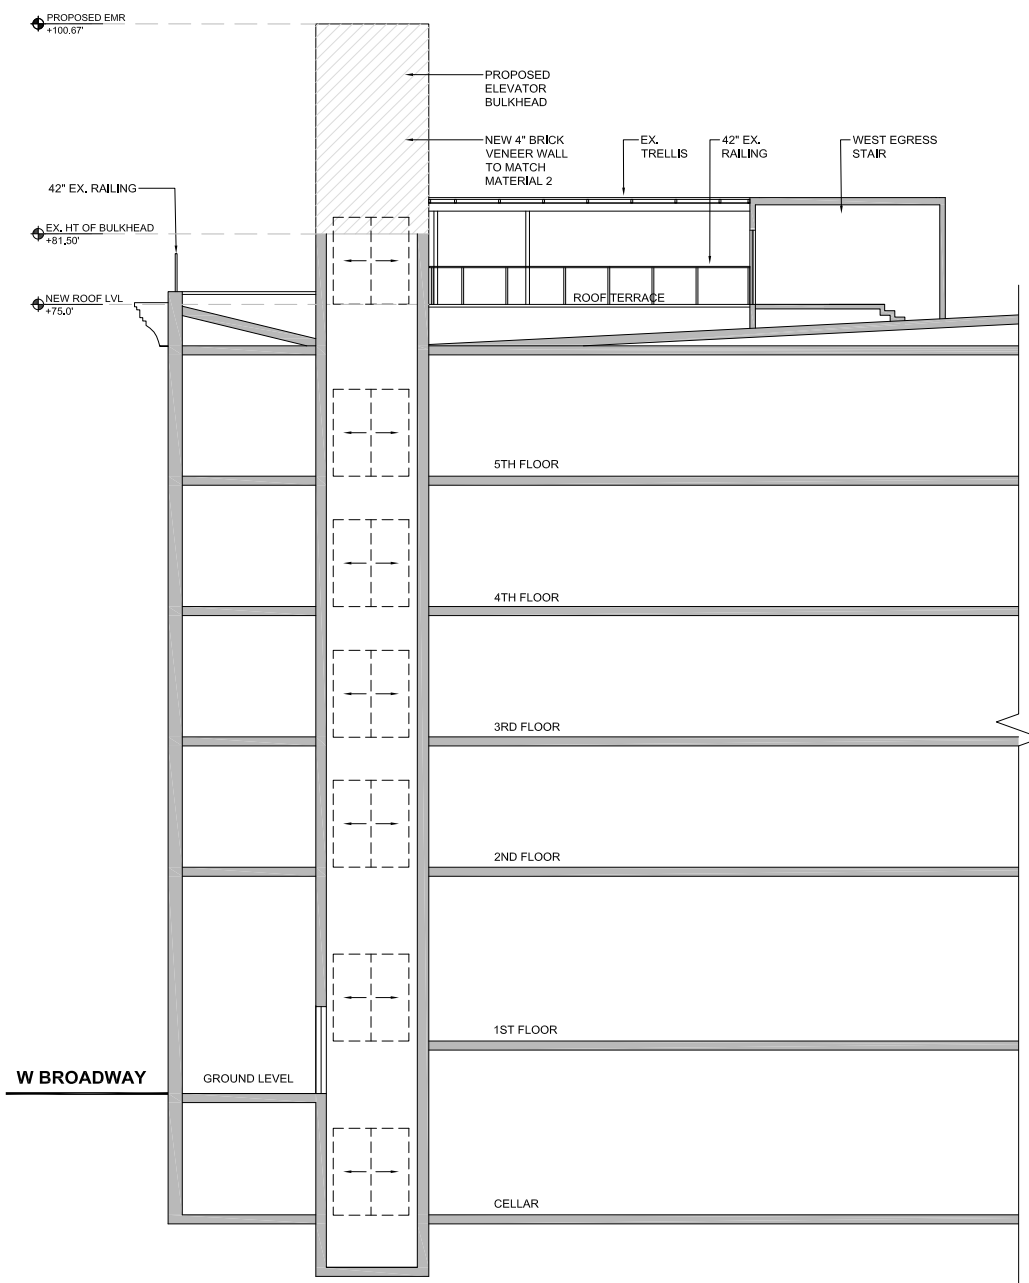 PROPOSED EMR
+100.67'
PROPOSED
ELEVATOR
BULKHEAD
NEW 4" BRICK
VENEER WALL
TO MATCH
MATERIAL 2
EX.
TRELLIS
42" EX.
RAILING
WEST EGRESS
STAIR
42" EX. RAILING
EX. HT OF BULKHEAD
+81.50'
NEW ROOF LVL
+75.0'
ROOF TERRACE
5TH FLOOR
4TH FLOOR
3RD FLOOR
2ND FLOOR
1ST FLOOR
W BROADWAY
GROUND LEVEL
CELLAR